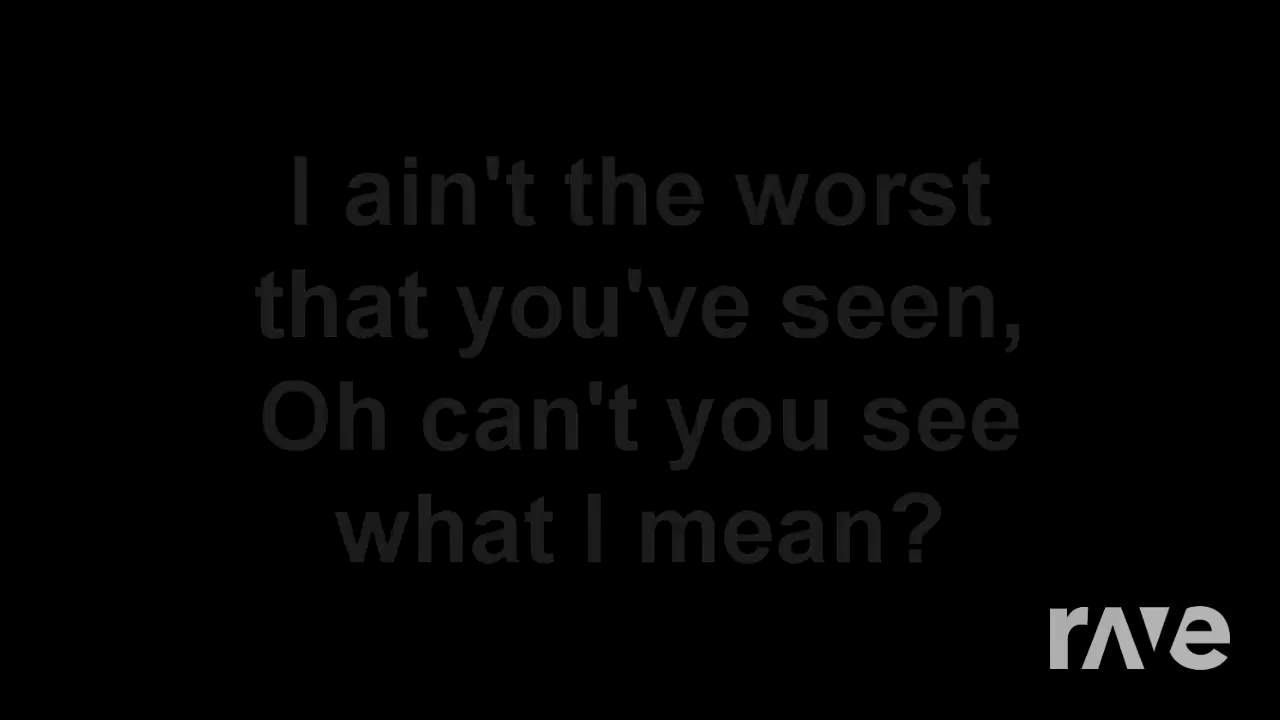 I ain't the worst
that you've seen,
Oh can't you see
what I mean?
rave